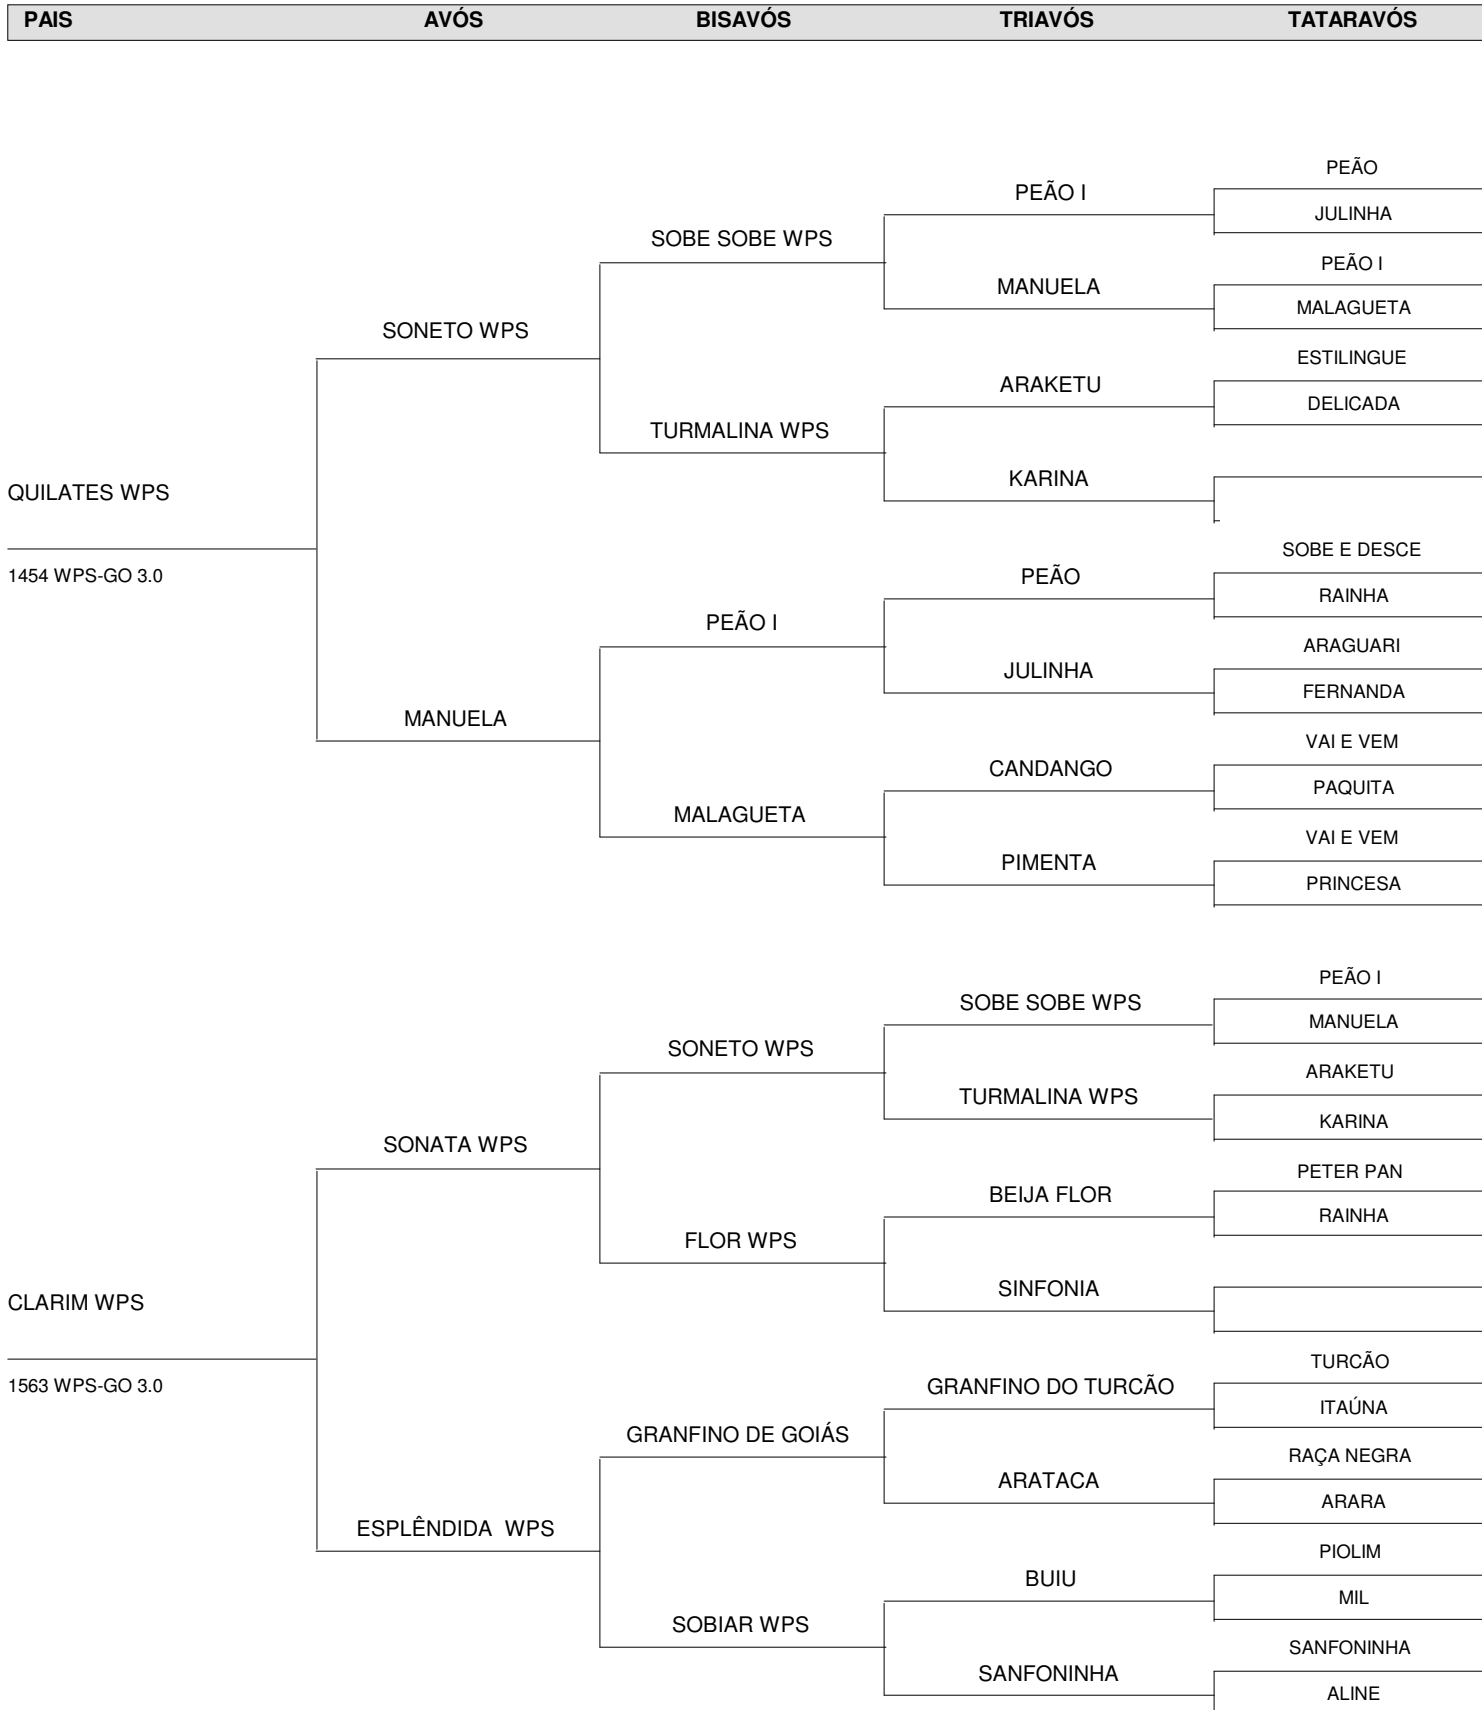 PAIS AVÓS BISAVÓS TRIAVÓS TATARAVÓS
PEÃO
PEÃO I
JULINHA
SOBE SOBE WPS
PEÃO I
MANUELA
MALAGUETA
SONETO WPS
ESTILINGUE
ARAKETU
DELICADA
TURMALINA WPS
KARINA
QUILATES WPS
SOBE E DESCE
1454 WPS-GO 3.0
PEÃO
RAINHA
PEÃO I
ARAGUARI
JULINHA
FERNANDA
MANUELA
VAI E VEM
CANDANGO
PAQUITA
MALAGUETA
VAI E VEM
PIMENTA
PRINCESA
PEÃO I
SOBE SOBE WPS
MANUELA
SONETO WPS
ARAKETU
TURMALINA WPS
KARINA
SONATA WPS
PETER PAN
BEIJA FLOR
RAINHA
FLOR WPS
SINFONIA
CLARIM WPS
TURCÃO
1563 WPS-GO 3.0
GRANFINO DO TURCÃO
ITAÚNA
GRANFINO DE GOIÁS
RAÇA NEGRA
ARATACA
ARARA
ESPLÊNDIDA WPS
PIOLIM
BUIU
MIL
SOBIAR WPS
SANFONINHA
SANFONINHA
ALINE